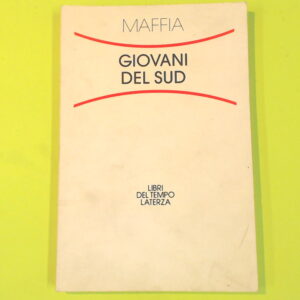 MAFFIA
GIOVANI
DEL SUD
LIBRI
DEL TEMPO
LATERZA